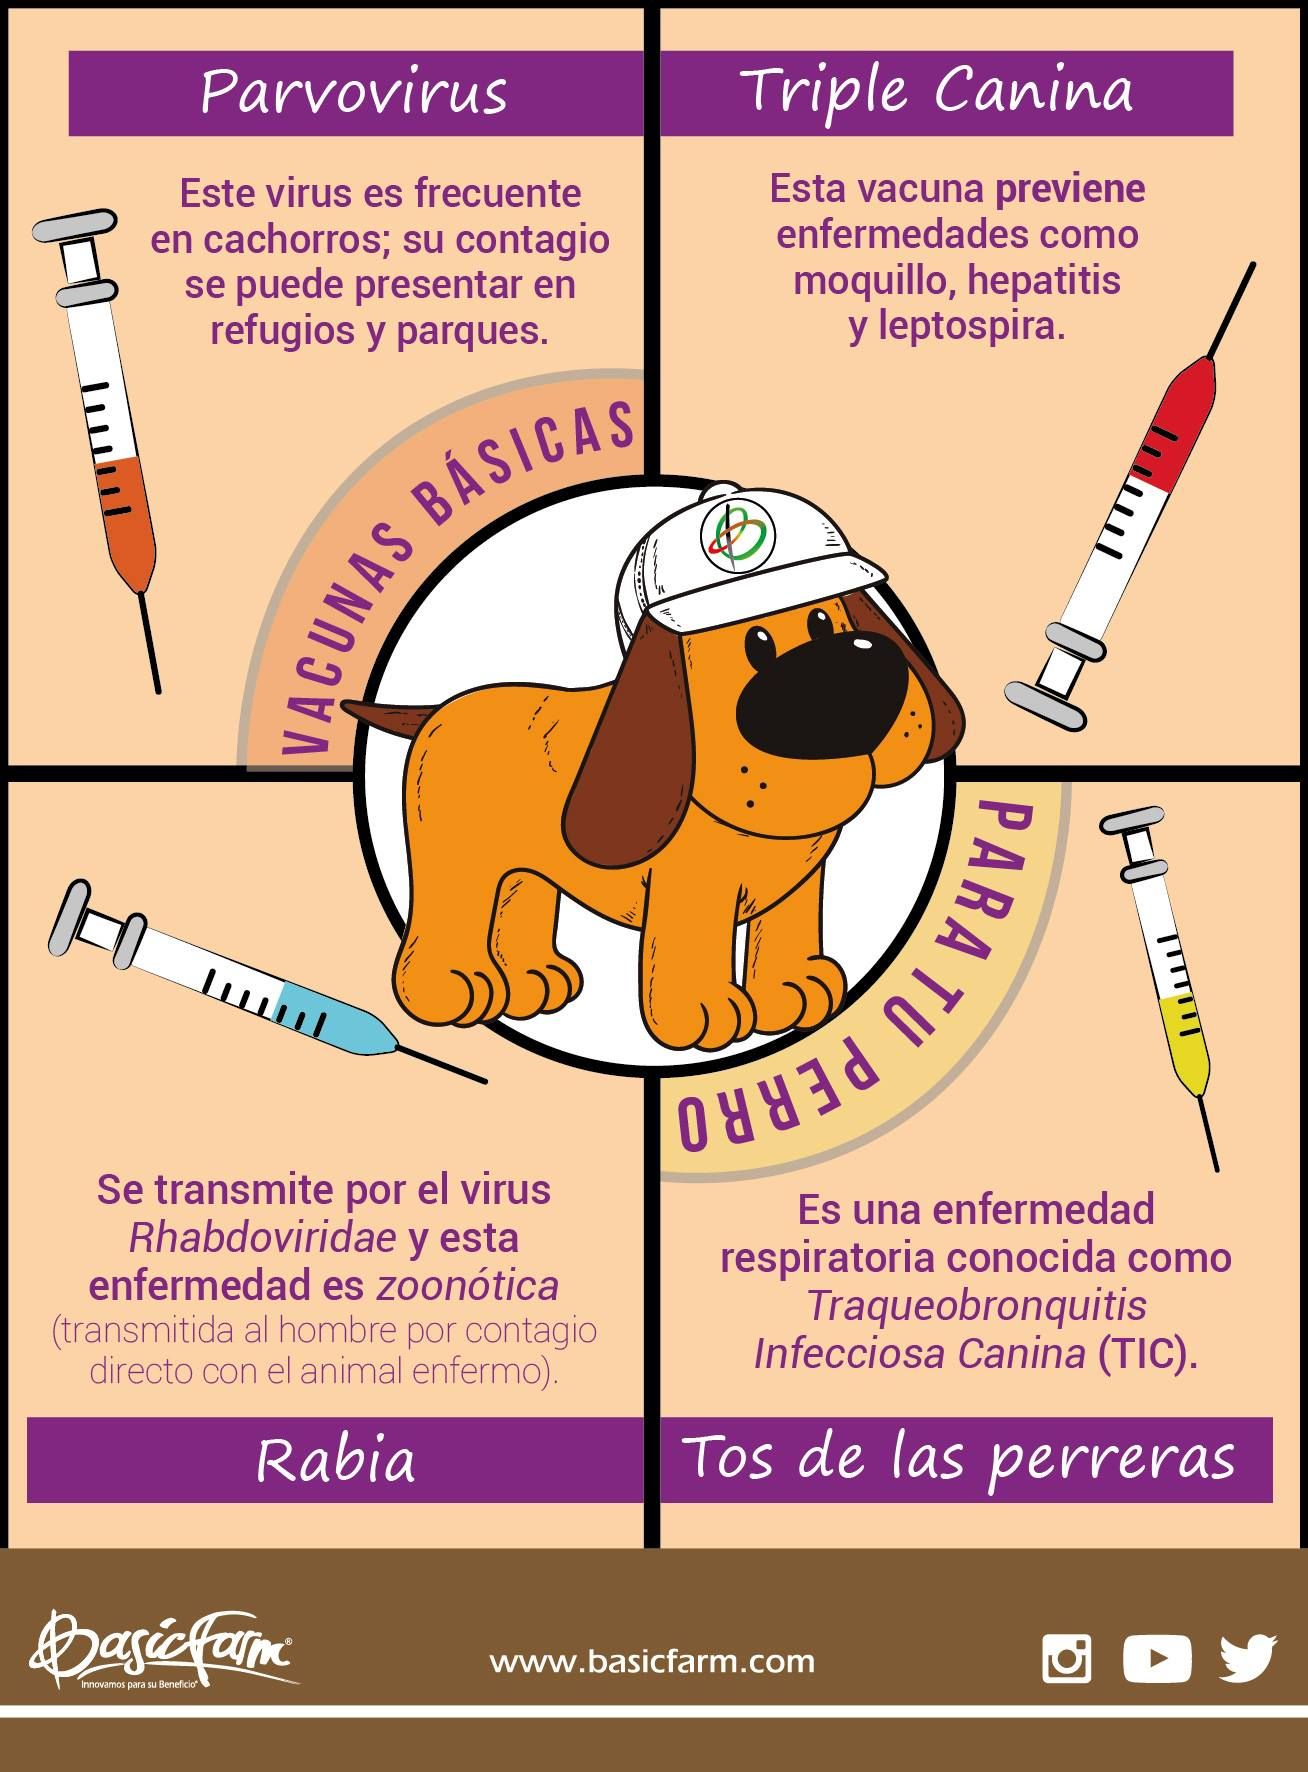 Parvovirus
Este virus es frecuente
en cachorros; su contagio
se puede presentar en
refugios y parques.
Triple Canina
Esta vacuna previene
enfermedades como
moquillo, hepatitis
y leptospira.
VACUNAS BÁSICAS
PARA TU PERRO
Se transmite por el virus
Rhabdoviridae y esta
enfermedad es zoonótica
(transmitida al hombre por contagio
directo con el animal enfermo).
Rabia
Es una enfermedad
respiratoria conocida como
Traqueobronquitis
Infecciosa Canina (TIC).
Tos de las perreras
BasicFarm®
Innovamos para su Beneficio®
www.basicfarm.com